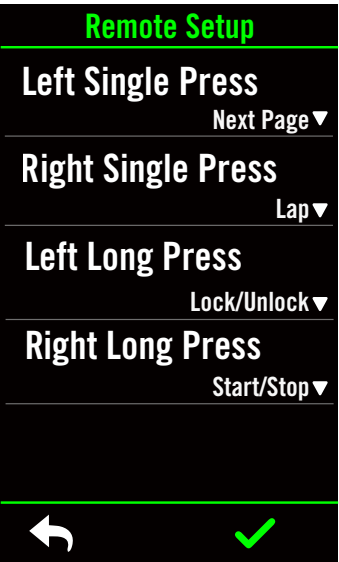 Remote Setup
Left Single Press
Next Page
Right Single Press
Lap
Left Long Press
Lock/Unlock
Right Long Press
Start/Stop